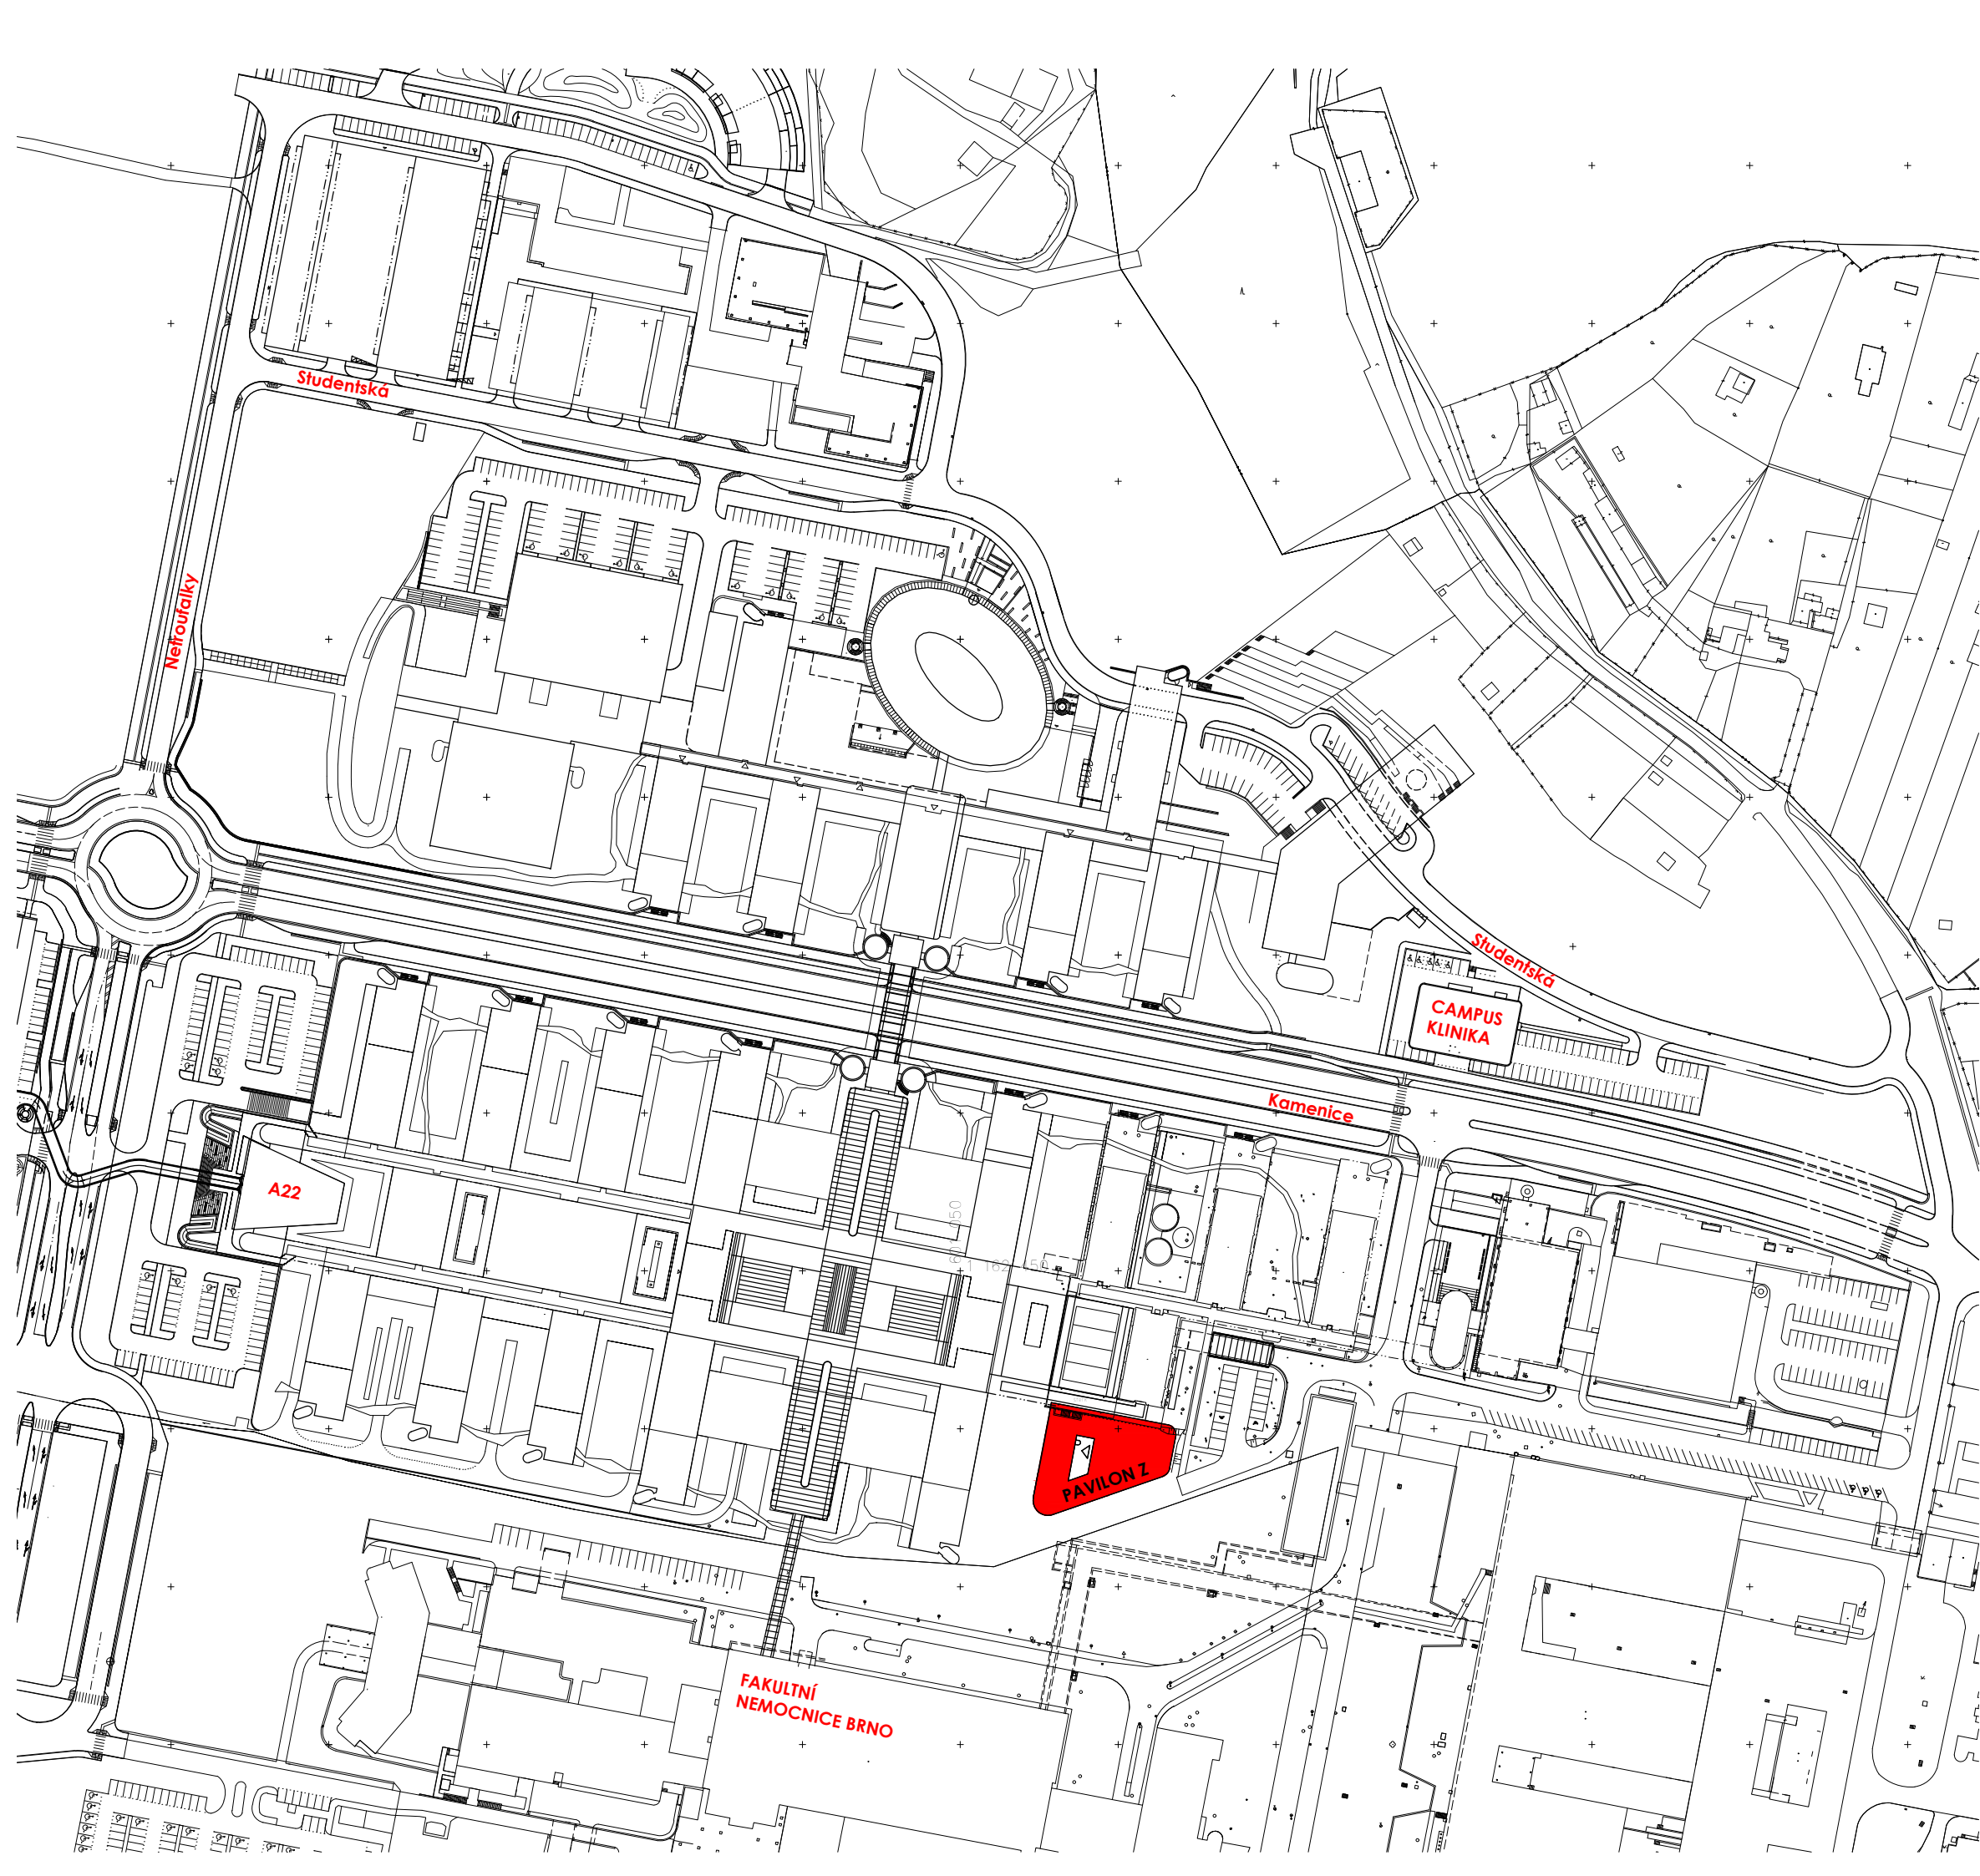 Studentská
Netroufalky
Studentská
CAMPUS
KLINIKA
Kamenice
A22
PAVILON Z
FAKULTNÍ
NEMOCNICE BRNO